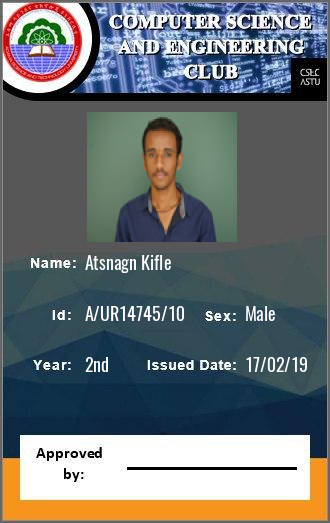 COMPUTER SCIENCE
AND ENGINEERING
CLUB
CSEC
ASTU
Name: Atsnagn Kifle
Id: A/UR14745/10 Sex: Male
Year: 2nd Issued Date: 17/02/19
Approved
by: